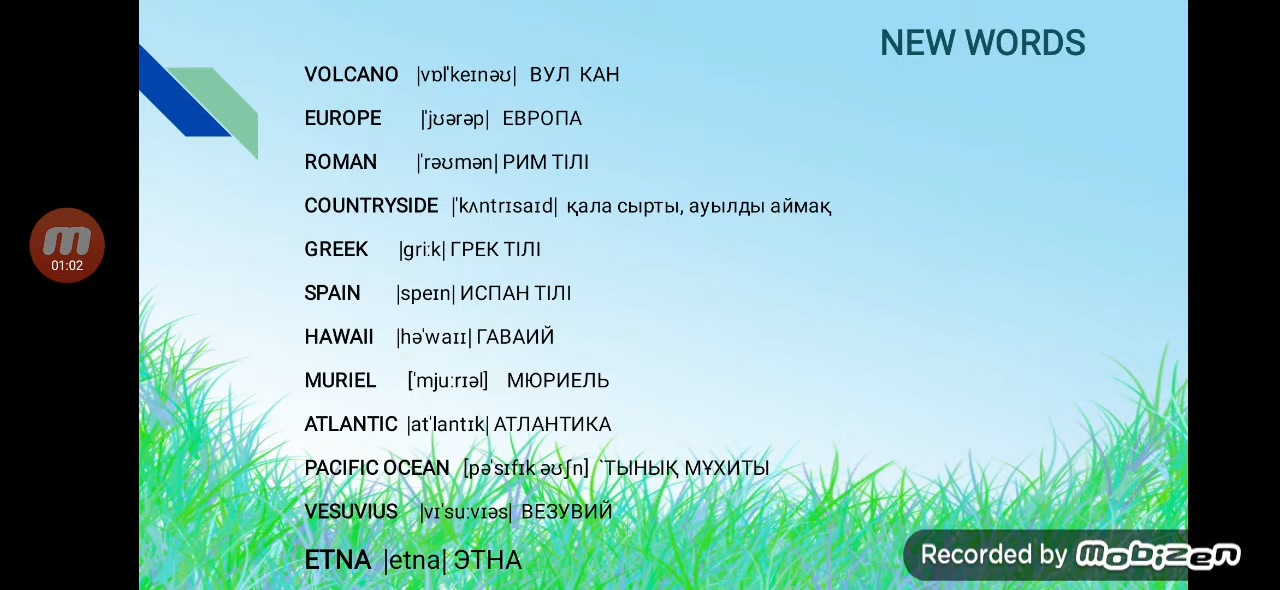 NEW WORDS
VOLCANO |vɒlˈkeɪnəʊ| ВУЛ КАН
EUROPE |ˈjʊərəp| ЕВРОПА
ROMAN |ˈrəʊmən| РИМ ТІЛІ
COUNTRYSIDE |ˈkʌntrɪsaɪd| қала сырты, ауылды аймақ
GREEK |ɡriːk| ГРЕК ТІЛІ
SPAIN |speɪn| ИСПАН ТІЛІ
HAWAII |həˈwaɪɪ| ГАВАИЙ
MURIEL [ˈmjuːrɪəl] МЮРИЕЛЬ
ATLANTIC |atˈlantɪk| АТЛАНТИКА
PACIFIC OCEAN [pəˈsɪfɪk əʊʃn] `ТЫНЫҚ МҰХИТЫ
VESUVIUS |vɪˈsuːvɪəs| ВЕЗУВИЙ
ETNA |etna| ЭТНА
01:02
Recorded by mobizen